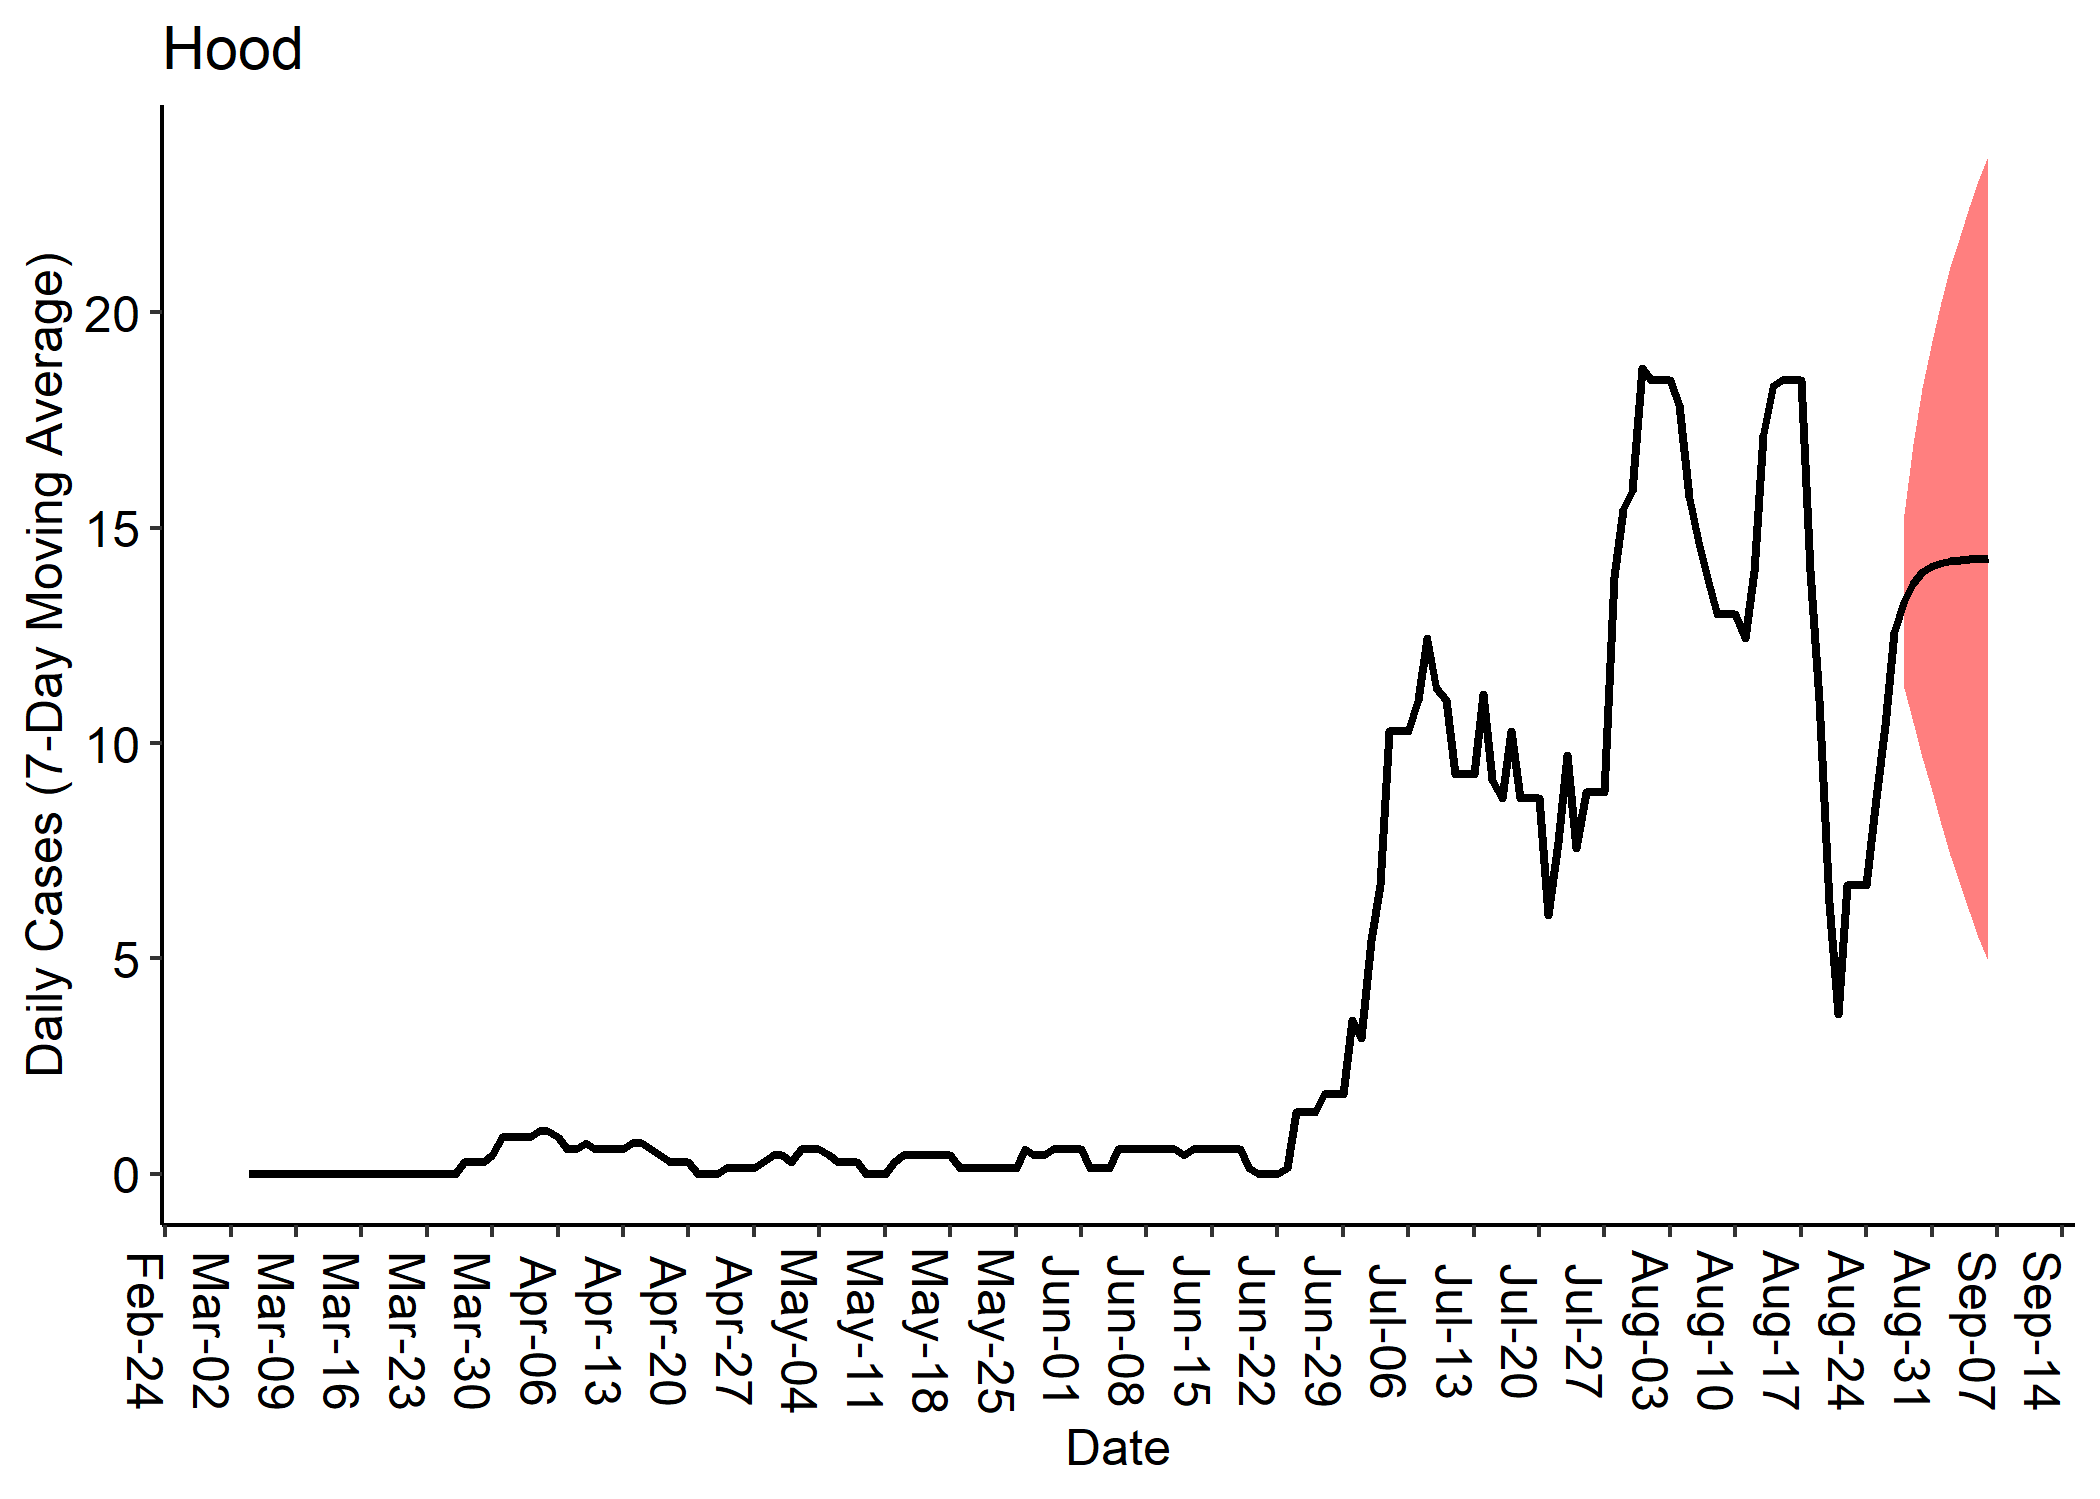 Hood
Daily Cases (7-Day Moving Average)
20
15
10
5
0
Feb-24
Mar-02
Mar-09
Mar-16
Mar-23
Mar-30
Apr-06
Apr-13
Apr-20
Apr-27
May-04
May-11
May-18
May-25
Jun-01
Jun-08
Jun-15
Jun-22
Jun-29
Jul-06
Jul-13
Jul-20
Jul-27
Aug-03
Aug-10
Aug-17
Aug-24
Aug-31
Sep-07
Sep-14
Date